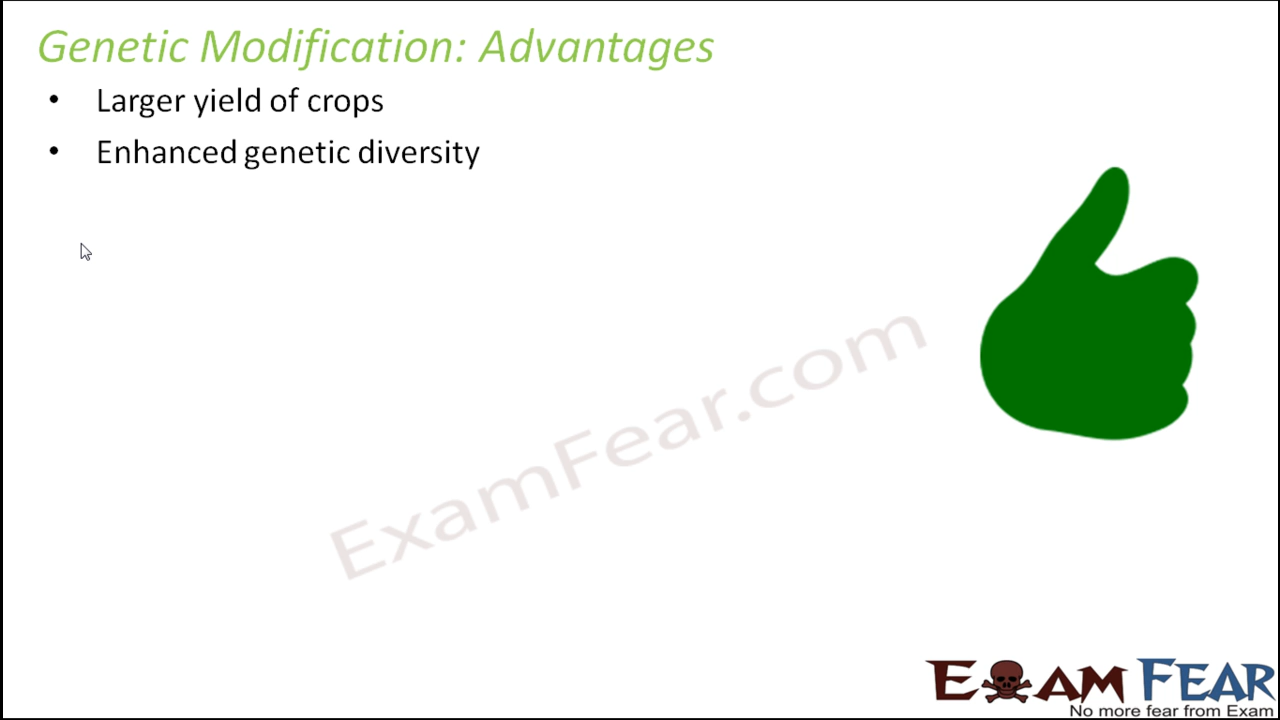 Genetic Modification: Advantages
• Larger yield of crops
• Enhanced genetic diversity
ExamFear.com
EXAM FEAR
No more fear from Exam